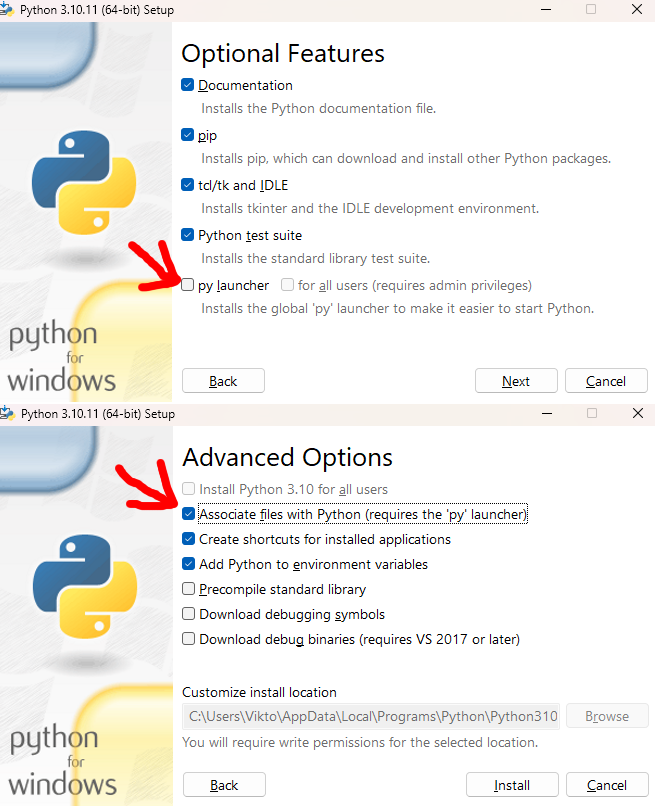 Python 3.10.11 (64-bit) Setup
Optional Features
Documentation
Installs the Python documentation file.
pip
Installs pip, which can download and install other Python packages.
tcl/tk and IDLE
Installs tkinter and the IDLE development environment.
Python test suite
Installs the standard library test suite.
py launcher for all users (requires admin privileges)
Installs the global 'py' launcher to make it easier to start Python.
python
for
windows
Back Next Cancel
Python 3.10.11 (64-bit) Setup
Advanced Options
Install Python 3.10 for all users
Associate files with Python (requires the 'py' launcher)
Create shortcuts for installed applications
Add Python to environment variables
Precompile standard library
Download debugging symbols
Download debug binaries (requires VS 2017 or later)
Customize install location
C:\Users\Vikto\AppData\Local\Programs\Python\Python310 Browse
You will require write permissions for the selected location.
python
for
windows
Back Install Cancel